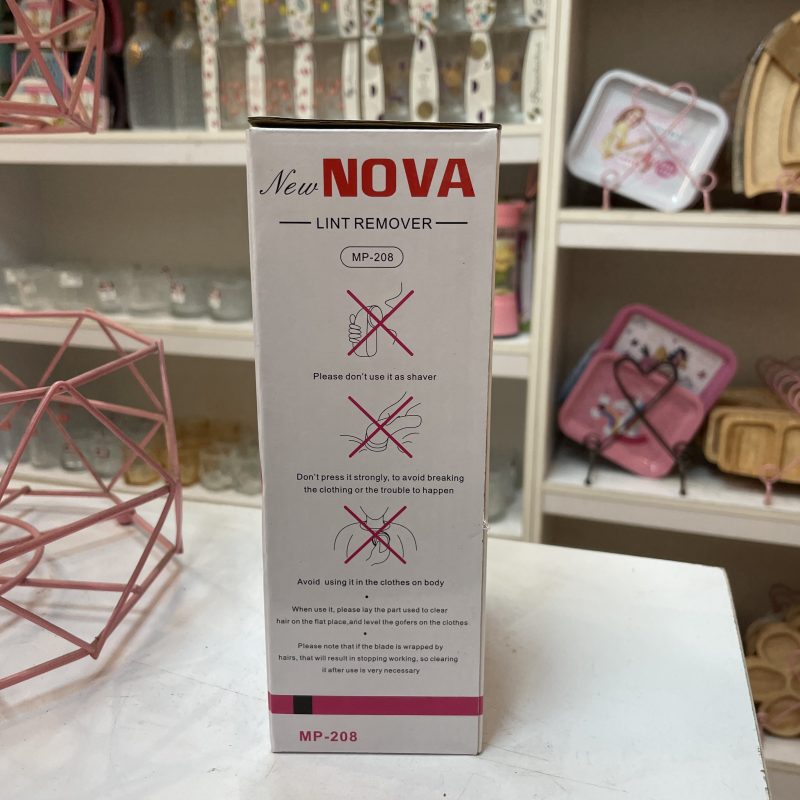 New NOVA
LINT REMOVER
MP-208
Please don't use it as shaver
Don't press it strongly, to avoid breaking
the clothing or the trouble to happen
Avoid using it in the clothes on body
When use it, please lay the part used to clear
hair on the flat place,and level the gofers on the clothes
Please note that if the blade is wrapped by
hairs, that will result in stopping working, so clearing
it after use is very necessary
MP-208